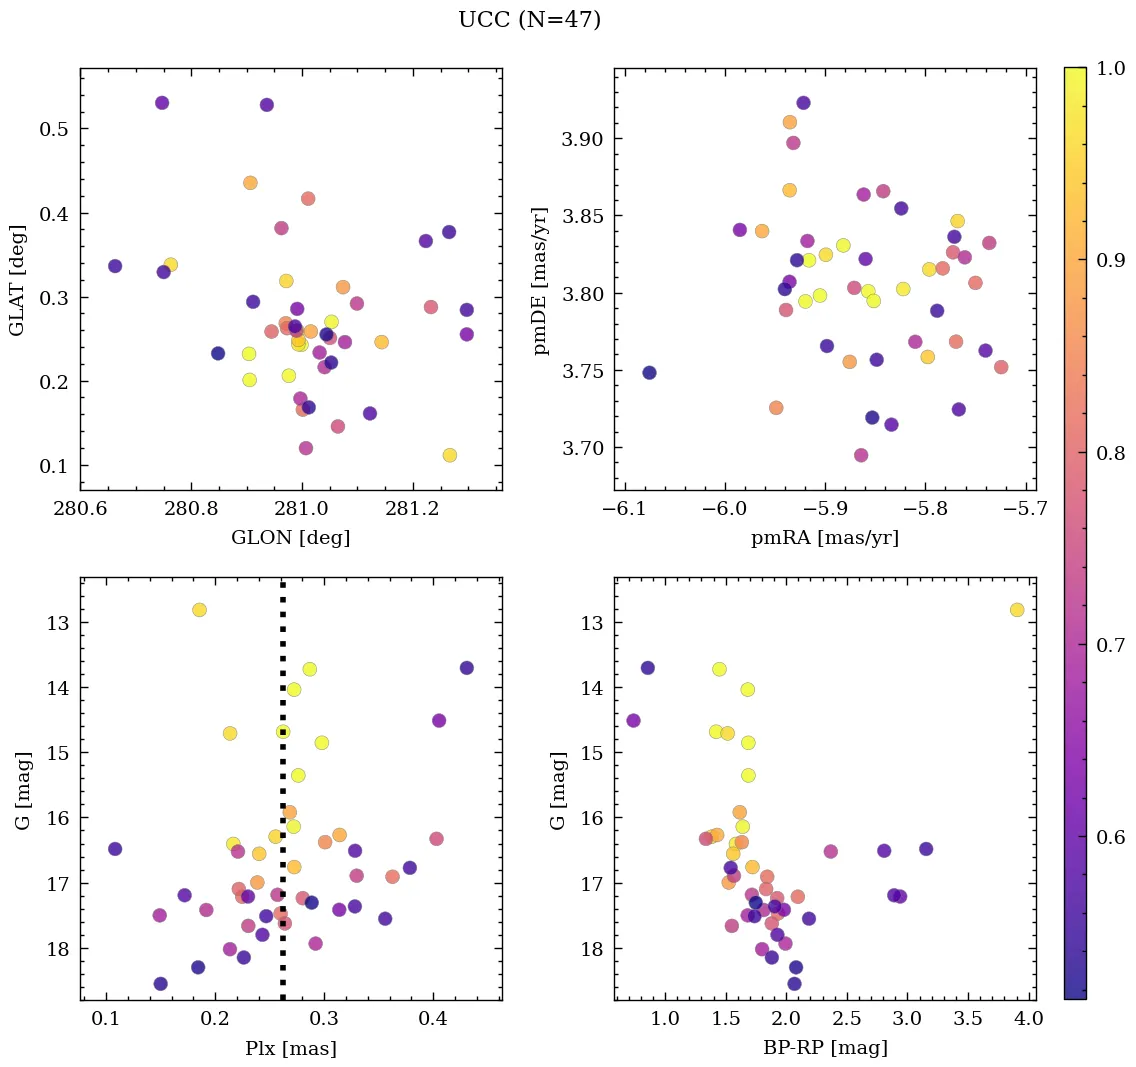 UCC (N=47)
0.5
0.4
0.3
0.2
0.1
GLAT [deg]
280.6 280.8 281.0 281.2
GLON [deg]
3.90
3.85
3.80
3.75
3.70
pmDE [mas/yr]
−6.1 −6.0 −5.9 −5.8 −5.7
pmRA [mas/yr]
1.0
0.9
0.8
0.7
0.6
13
14
15
16
17
18
G [mag]
0.1 0.2 0.3 0.4
Plx [mas]
13
14
15
16
17
18
G [mag]
1.0 1.5 2.0 2.5 3.0 3.5 4.0
BP-RP [mag]